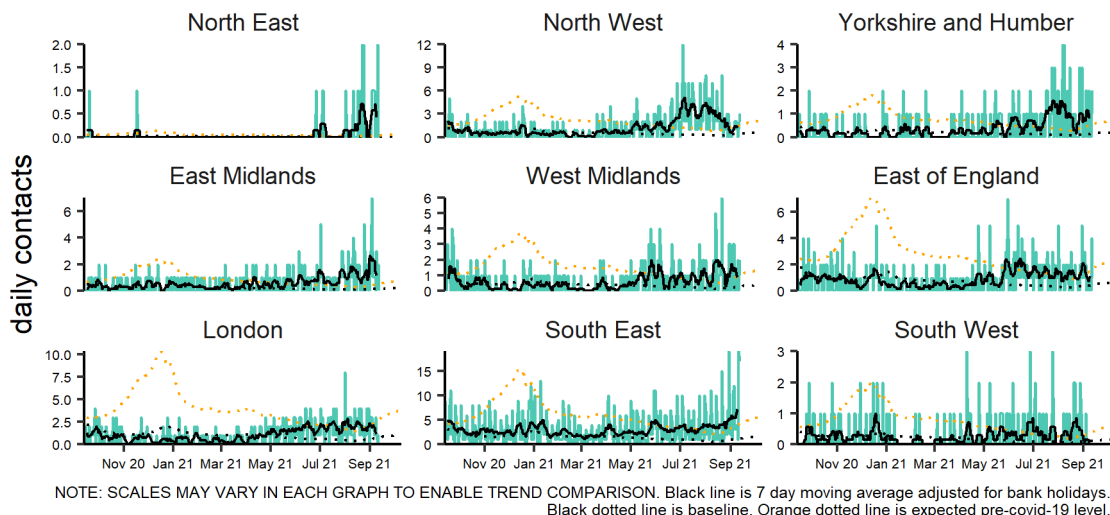 North East
North West
Yorkshire and Humber
2.0
1.5
1.0
0.5
0.0
12
9
6
3
0
4
3
2
1
0
daily contacts
East Midlands
West Midlands
East of England
6
4
2
0
6
5
4
3
2
1
0
6
4
2
0
London
South East
South West
10.0
7.5
5.0
2.5
0.0
15
10
5
0
3
2
1
0
Nov 20 Jan 21 Mar 21 May 21 Jul 21 Sep 21
Nov 20 Jan 21 Mar 21 May 21 Jul 21 Sep 21
Nov 20 Jan 21 Mar 21 May 21 Jul 21 Sep 21
NOTE: SCALES MAY VARY IN EACH GRAPH TO ENABLE TREND COMPARISON. Black line is 7 day moving average adjusted for bank holidays.
Black dotted line is baseline. Orange dotted line is expected pre-covid-19 level.